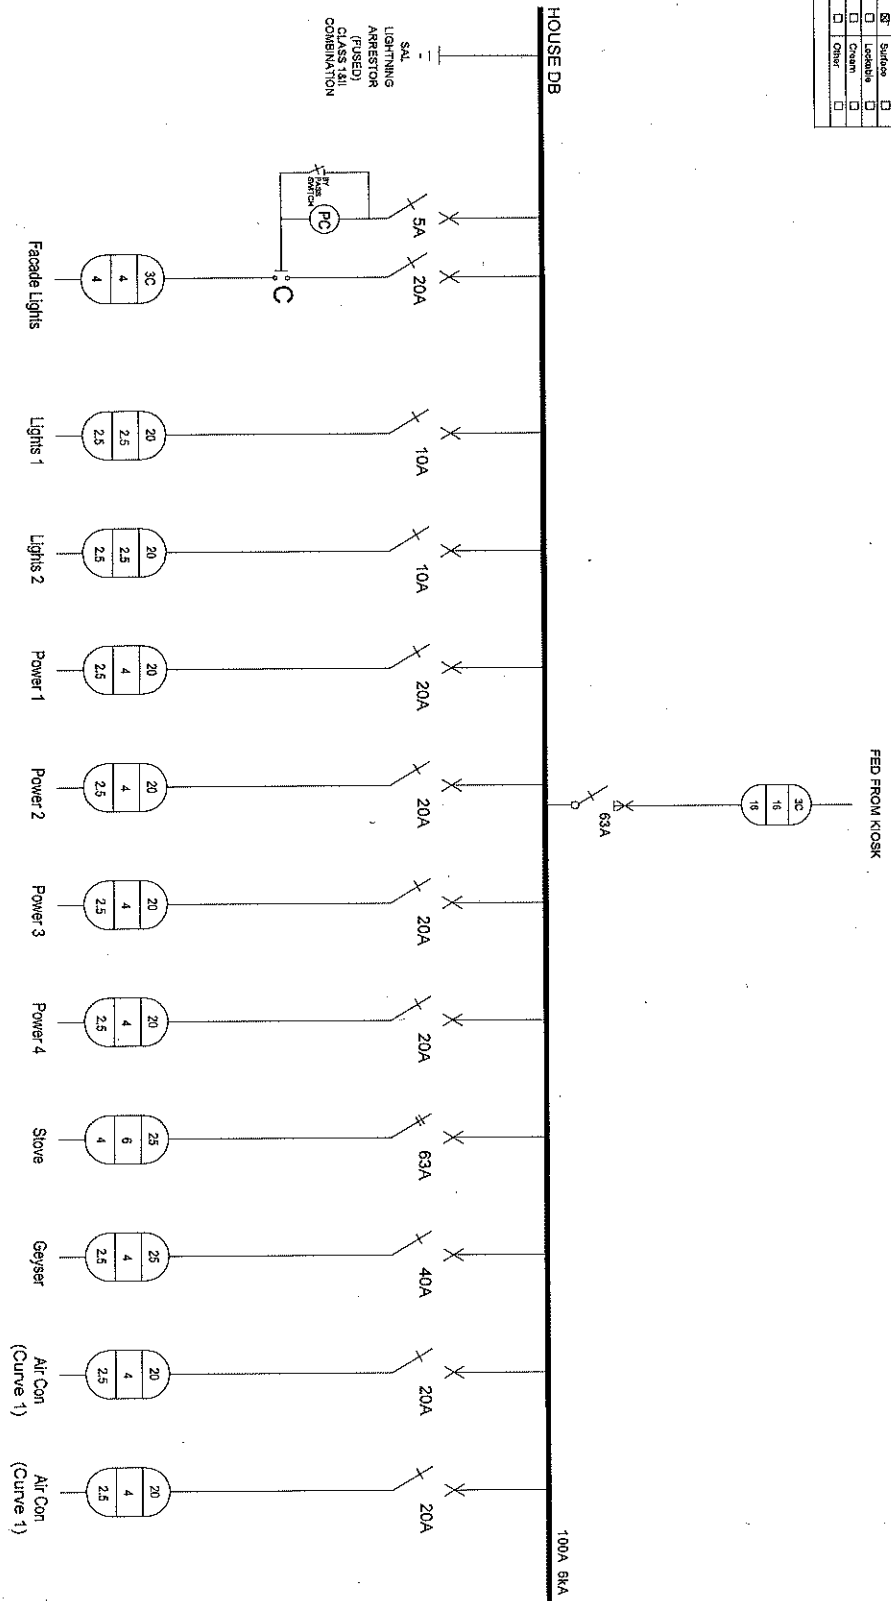 Surface
Lockable
Cream
Other
FED FROM KIOSK
3C
16
16
63A
HOUSE DB
100A 6kA
5kA
LIGHTNING
ARRESTOR
(FUSED)
CLASS 1&II
COMBINATION
BY
PASS
SWITCH
PC
5A
20A
C
3C
4
4
Facade Lights
10A
20
2.5
2.5
Lights 1
10A
20
2.5
2.5
Lights 2
20A
20
4
2.5
Power 1
20A
20
4
2.5
Power 2
20A
20
4
2.5
Power 3
20A
20
4
2.5
Power 4
63A
25
6
4
Stove
40A
25
4
2.5
Geyser
20A
20
4
2.5
Air Con
(Curve 1)
20A
20
4
2.5
Air Con
(Curve 1)